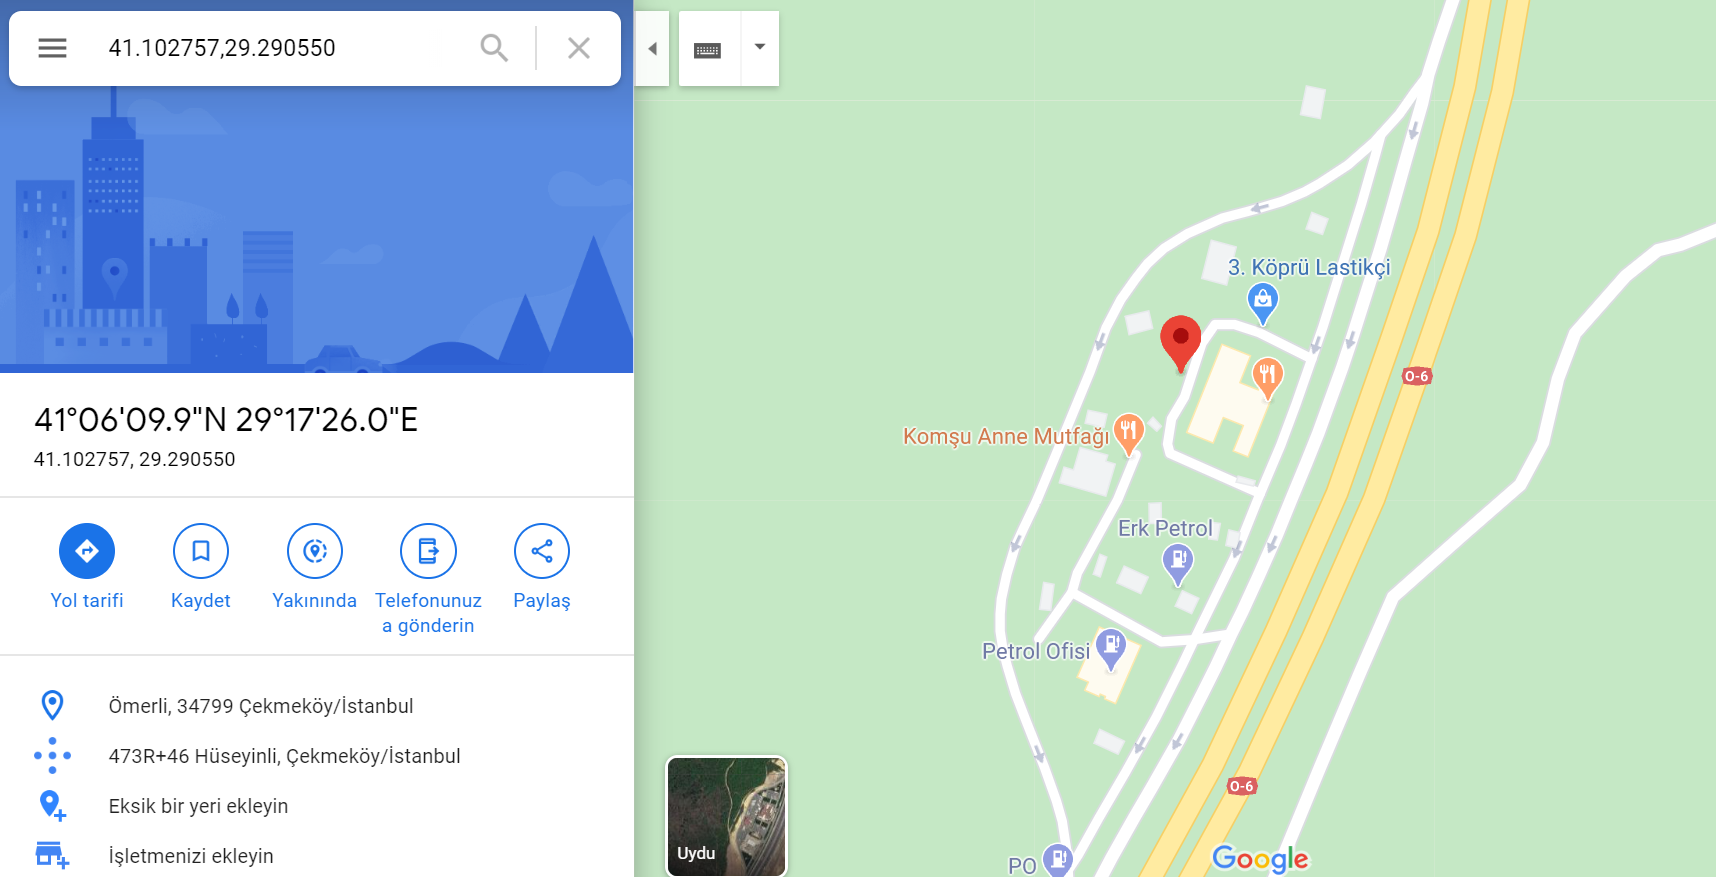 41.102757,29.290550
41°06'09.9"N 29°17'26.0"E
41.102757, 29.290550
Yol tarifi
Kaydet
Yakınında
Telefonunuz
a gönderin
Paylaş
Ömerli, 34799 Çekmeköy/İstanbul
473R+46 Hüseyinli, Çekmeköy/İstanbul
Eksik bir yeri ekleyin
İşletmenizi ekleyin
3. Köprü Lastikçi
O-6
Komşu Anne Mutfağı
Erk Petrol
Petrol Ofisi
O-6
Uydu
PO
Google